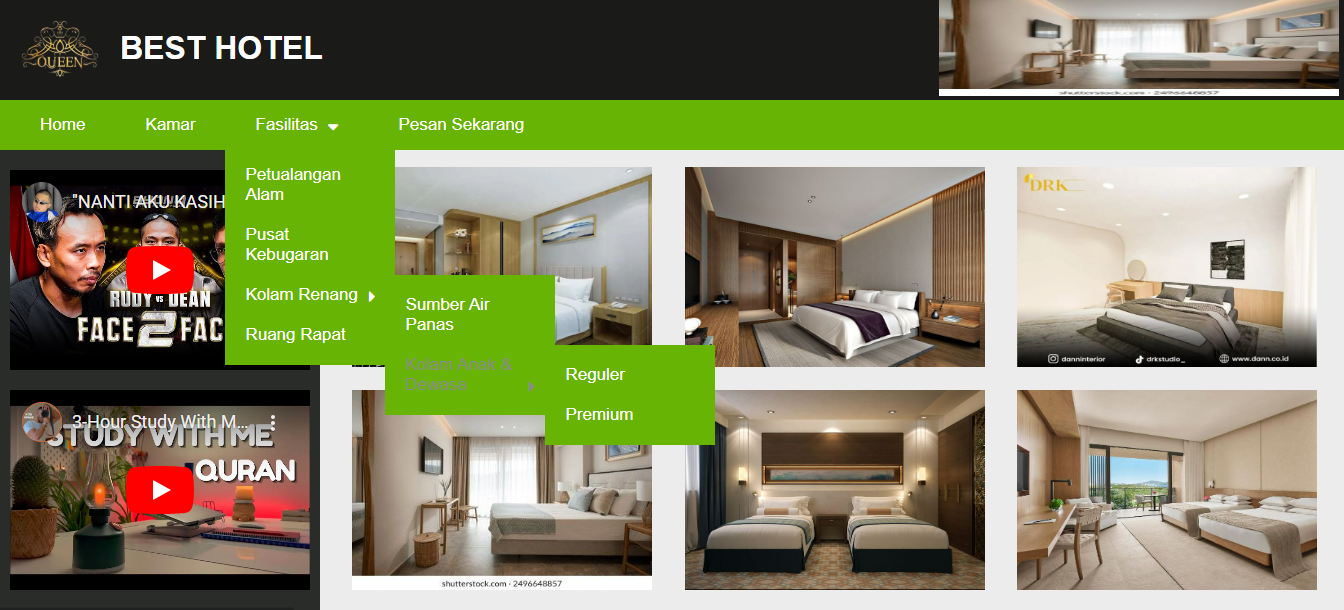 QUEEN
BEST HOTEL
shutterstock.com · 2496648857
Home
Kamar
Fasilitas
Pesan Sekarang
Petualangan
Alam
Pusat
Kebugaran
Kolam Renang
Ruang Rapat
Sumber Air
Panas
Kolam Anak &
Dewasa
Reguler
Premium
"NANTI AKU KASIH
RUDY VS DEAN
FACE 2 FAC
3-Hour Study With M...
STUDY WITH ME
QURAN
DRK
danninterior
drkstudio_
www.dann.co.id
shutterstock.com · 2496648857